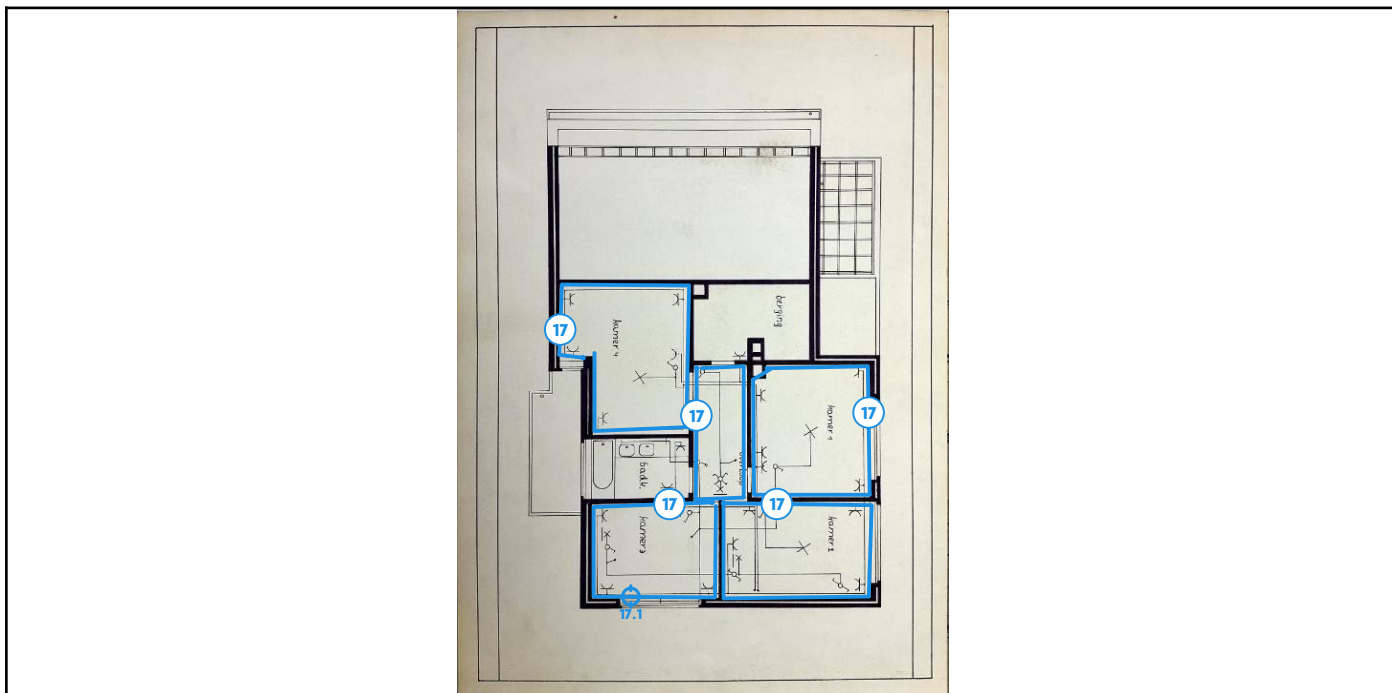 berging
kamer 4
17
17
17
kamer 1
badk.
17
17
kamer 3
kamer 2
17.1